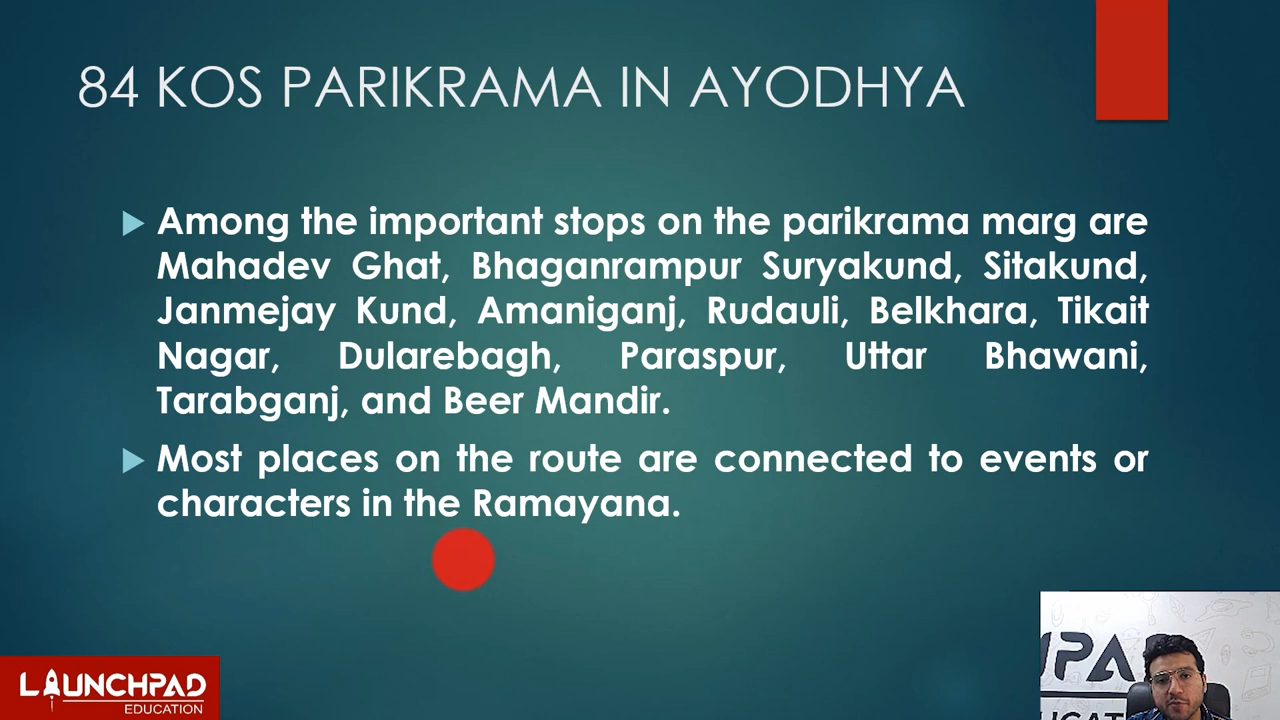 84 KOS PARIKRAMA IN AYODHYA
Among the important stops on the parikrama marg are
Mahadev Ghat, Bhaganrampur Suryakund, Sitakund,
Janmejay Kund, Amaniganj, Rudauli, Belkhara, Tikait
Nagar, Dularebagh, Paraspur, Uttar Bhawani,
Tarabganj, and Beer Mandir.
Most places on the route are connected to events or
characters in the Ramayana.
LAUNCHPAD
EDUCATION